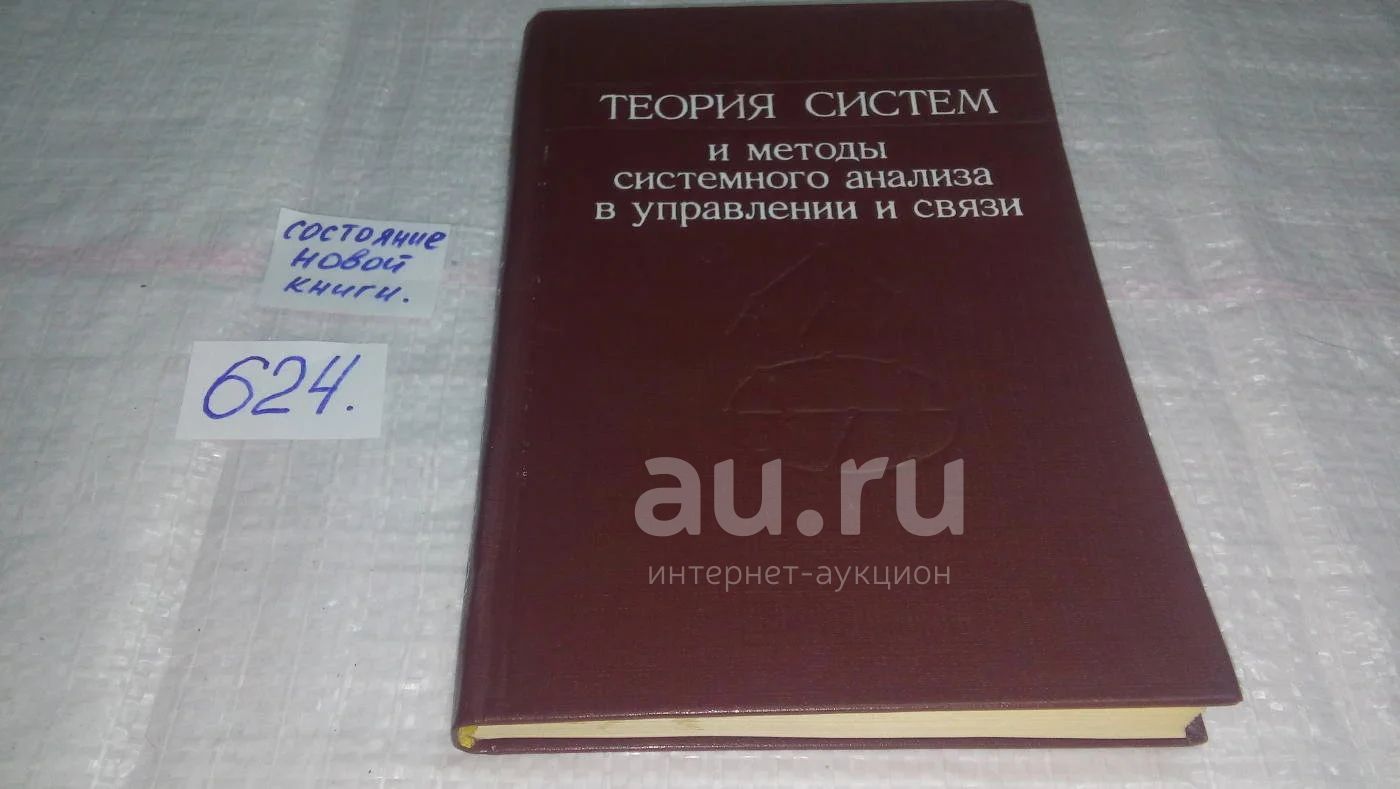 ТЕОРИЯ СИСТЕМ
и методы
системного анализа
в управлении и связи
состояние
новой
книги.
624.
au.ru
интернет-аукцион